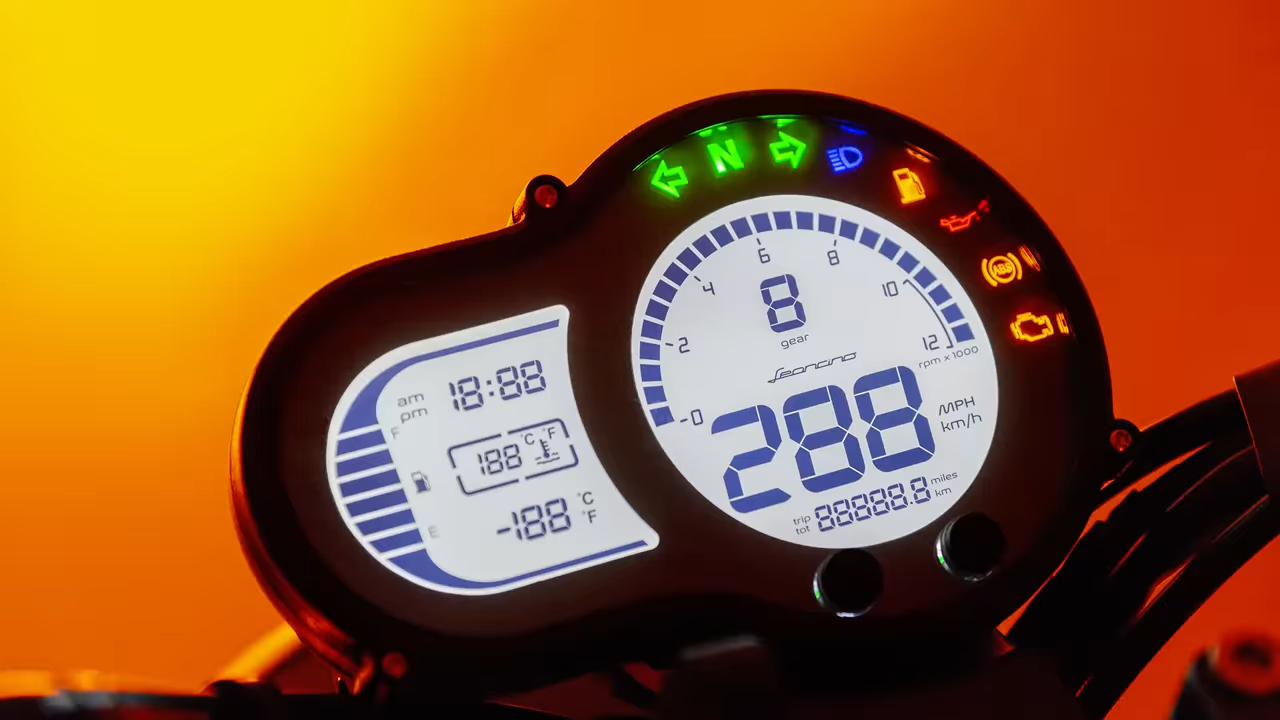 N
ABS
6
8
4
10
2
12
0
rpm x 1000
8
gear
Leoncino
288
MPH
km/h
trip
tot
88888.8
miles
km
am
pm
18:88
F
E
188
°C
°F
-188
°C
°F